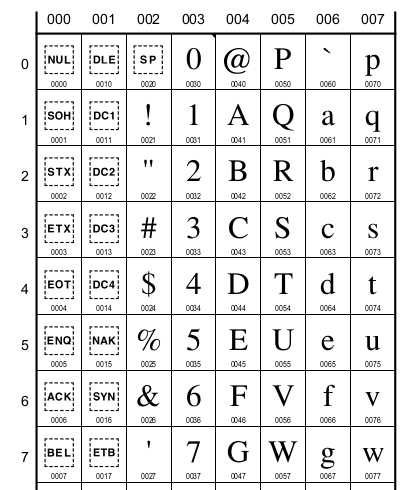 000 001 002 003 004 005 006 007
0 NUL DLE SP 0 @ P ` p
0000 0010 0020 0030 0040 0050 0060 0070
1 SOH DC1 ! 1 A Q a q
0001 0011 0021 0031 0041 0051 0061 0071
2 STX DC2 " 2 B R b r
0002 0012 0022 0032 0042 0052 0062 0072
3 ETX DC3 # 3 C S c s
0003 0013 0023 0033 0043 0053 0063 0073
4 EOT DC4 $ 4 D T d t
0004 0014 0024 0034 0044 0054 0064 0074
5 ENQ NAK % 5 E U e u
0005 0015 0025 0035 0045 0055 0065 0075
6 ACK SYN & 6 F V f v
0006 0016 0026 0036 0046 0056 0066 0076
7 BEL ETB ' 7 G W g w
0007 0017 0027 0037 0047 0057 0067 0077